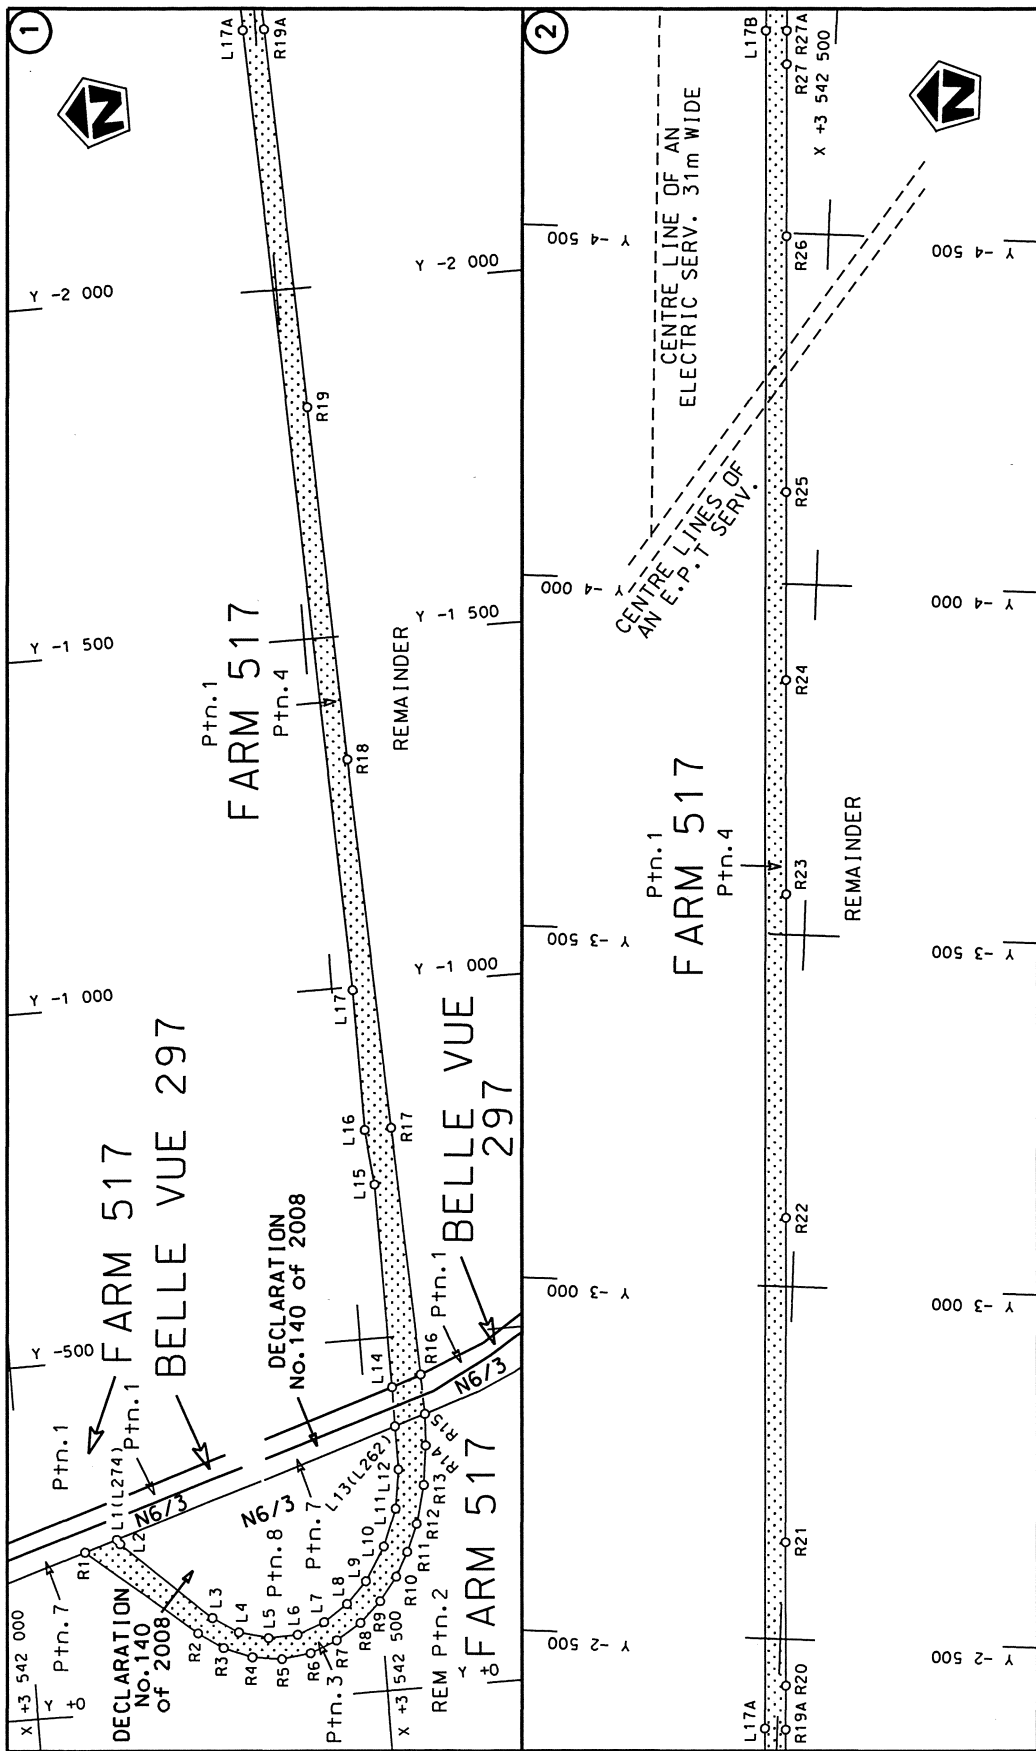 1
N
X +3 542 000
Y ±0
Y -500
Y -1 000
Y -1 500
Y -2 000
Ptn.7
Ptn.1
FARM 517
BELLE VUE 297
Ptn.1
R1
L1(L274)
L2
N6/3
N6/3
DECLARATION
No.140
of 2008
DECLARATION
No.140 of 2008
R2
R3
R4
R5
R6
R7
R8
R9
R10
R11
R12
R13
R14
R15
R16
R17
R18
R19
R19A
L3
L4
L5
L6
L7
L8
L9
L10
L11
L12
L13(L262)
L14
L15
L16
L17
L17A
Ptn.8
Ptn.7
Ptn.3
X +3 542 500
REM Ptn.2
Y ±0
FARM 517
N6/3
Ptn.1
BELLE VUE
297
Ptn.1
FARM 517
Ptn.4
REMAINDER
Y -1 000
Y -1 500
Y -2 000
2
N
Y -2 500
Y -3 000
Y -3 500
Y -4 000
Y -4 500
CENTRE LINE OF AN
ELECTRIC SERV. 31m WIDE
CENTRE LINES OF
AN E.P.T SERV.
Ptn.1
FARM 517
Ptn.4
REMAINDER
L17A
L17B
R19A
R20
R21
R22
R23
R24
R25
R26
R27
R27A
X +3 542 500
Y -2 500
Y -3 000
Y -3 500
Y -4 000
Y -4 500